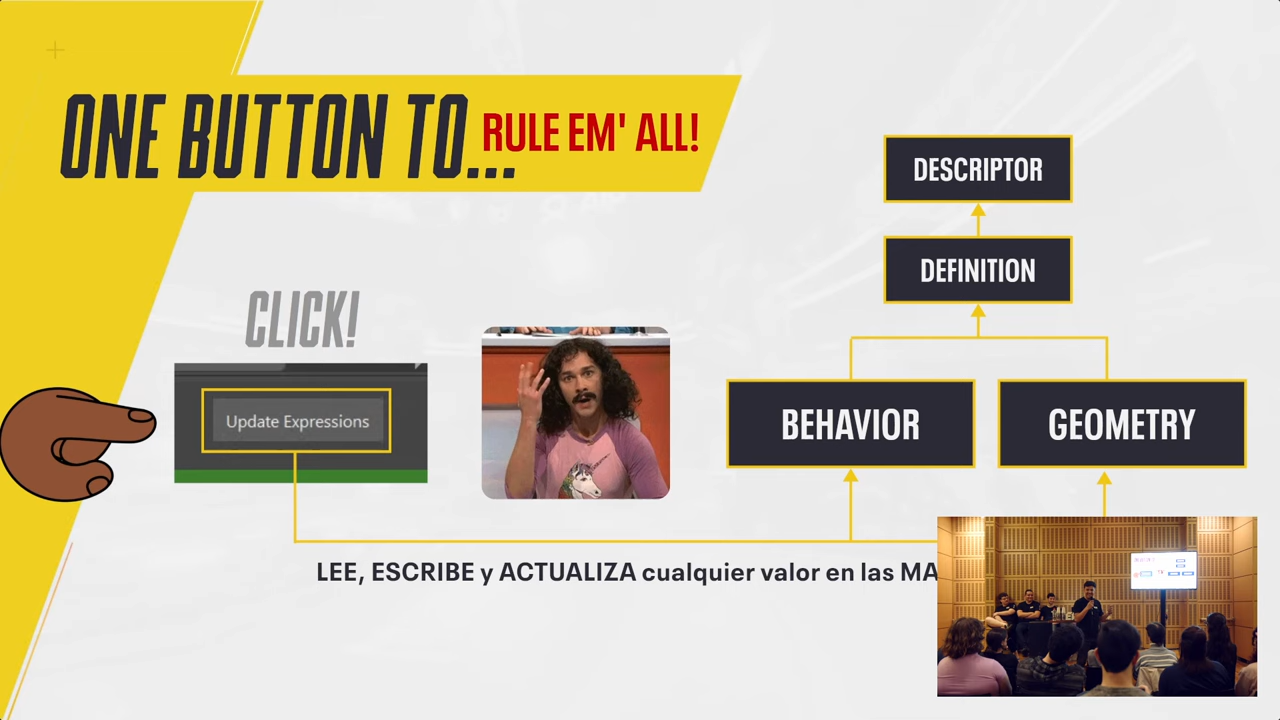 ONE BUTTON TO...
RULE EM' ALL!
DESCRIPTOR
DEFINITION
CLICK!
Update Expressions
BEHAVIOR
GEOMETRY
LEE, ESCRIBE y ACTUALIZA cualquier valor en las MA